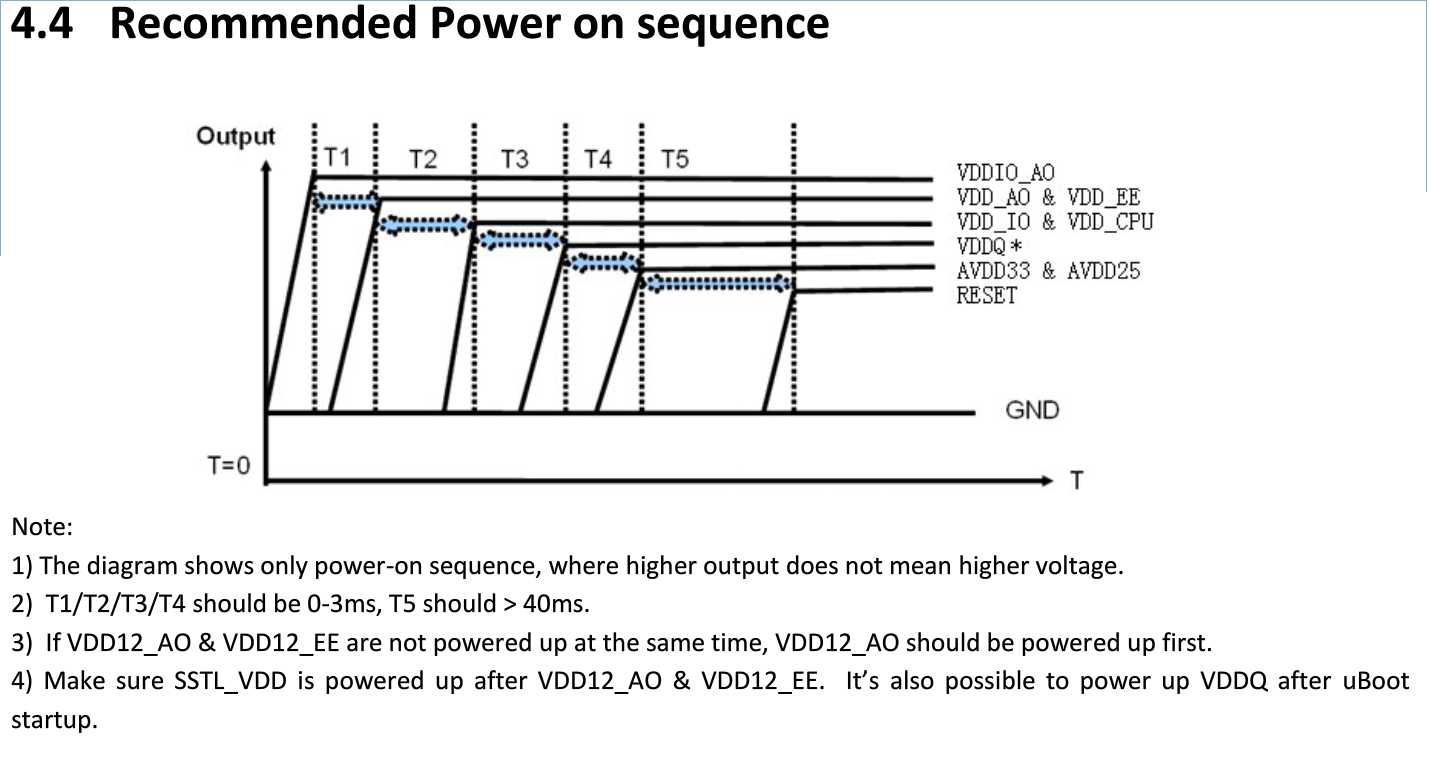 4.4 Recommended Power on sequence
Output
T1 T2 T3 T4 T5
VDDIO_AO
VDD_AO & VDD_EE
VDD_IO & VDD_CPU
VDDQ*
AVDD33 & AVDD25
RESET
GND
T=0
T
Note:
1) The diagram shows only power-on sequence, where higher output does not mean higher voltage.
2) T1/T2/T3/T4 should be 0-3ms, T5 should > 40ms.
3) If VDD12_AO & VDD12_EE are not powered up at the same time, VDD12_AO should be powered up first.
4) Make sure SSTL_VDD is powered up after VDD12_AO & VDD12_EE. It’s also possible to power up VDDQ after uBoot
startup.